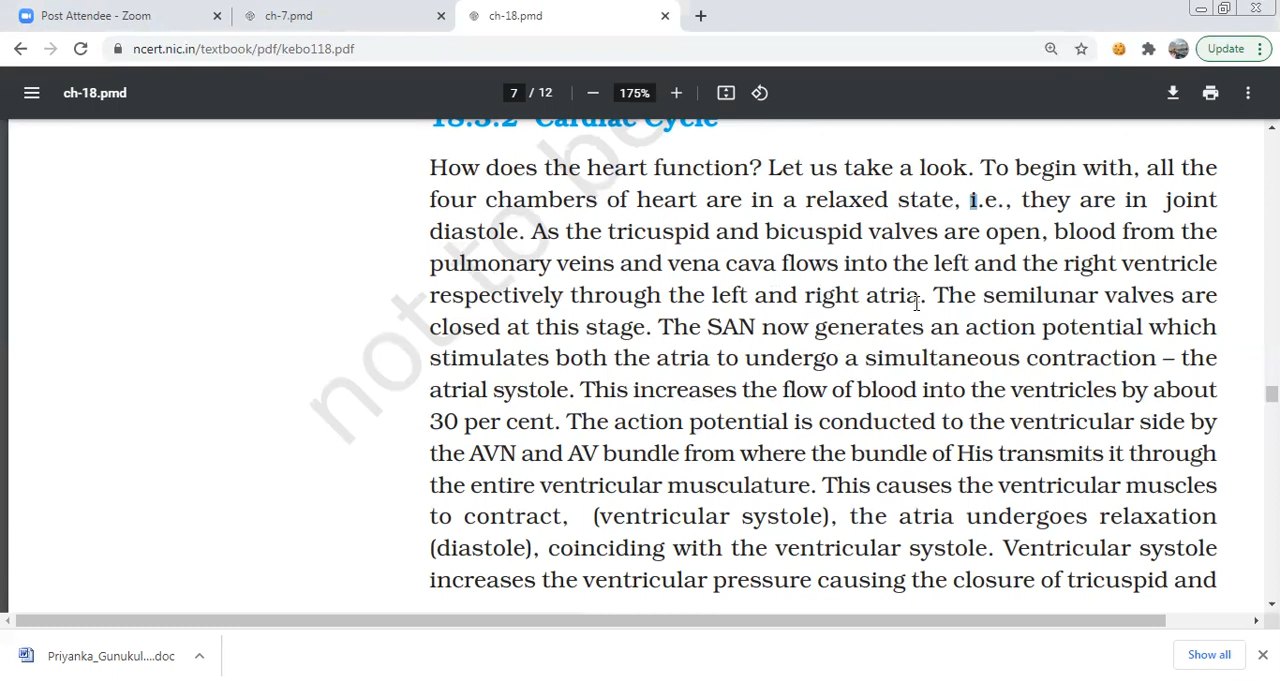 Post Attendee - Zoom
ch-7.pmd
ch-18.pmd
ncert.nic.in/textbook/pdf/kebo118.pdf
Update
ch-18.pmd
7 / 12
175%
18.3.2 Cardiac Cycle
How does the heart function? Let us take a look. To begin with, all the
four chambers of heart are in a relaxed state, i.e., they are in joint
diastole. As the tricuspid and bicuspid valves are open, blood from the
pulmonary veins and vena cava flows into the left and the right ventricle
respectively through the left and right atria. The semilunar valves are
closed at this stage. The SAN now generates an action potential which
stimulates both the atria to undergo a simultaneous contraction – the
atrial systole. This increases the flow of blood into the ventricles by about
30 per cent. The action potential is conducted to the ventricular side by
the AVN and AV bundle from where the bundle of His transmits it through
the entire ventricular musculature. This causes the ventricular muscles
to contract, (ventricular systole), the atria undergoes relaxation
(diastole), coinciding with the ventricular systole. Ventricular systole
increases the ventricular pressure causing the closure of tricuspid and
not to be
Priyanka_Gunukul....doc
Show all